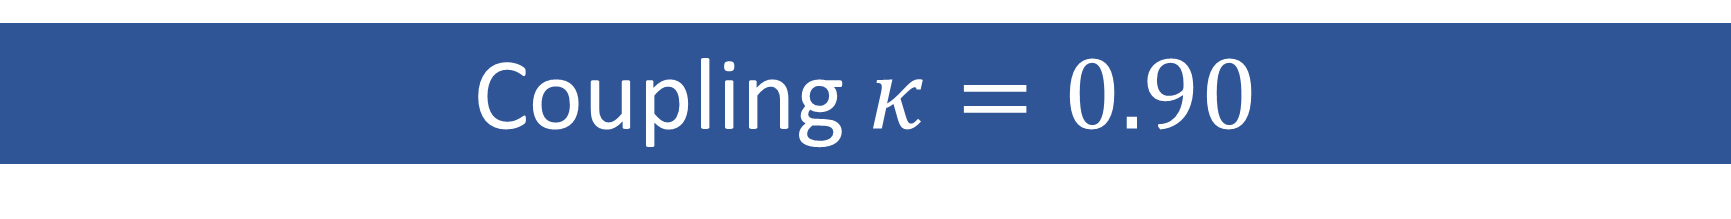 Coupling κ = 0.90